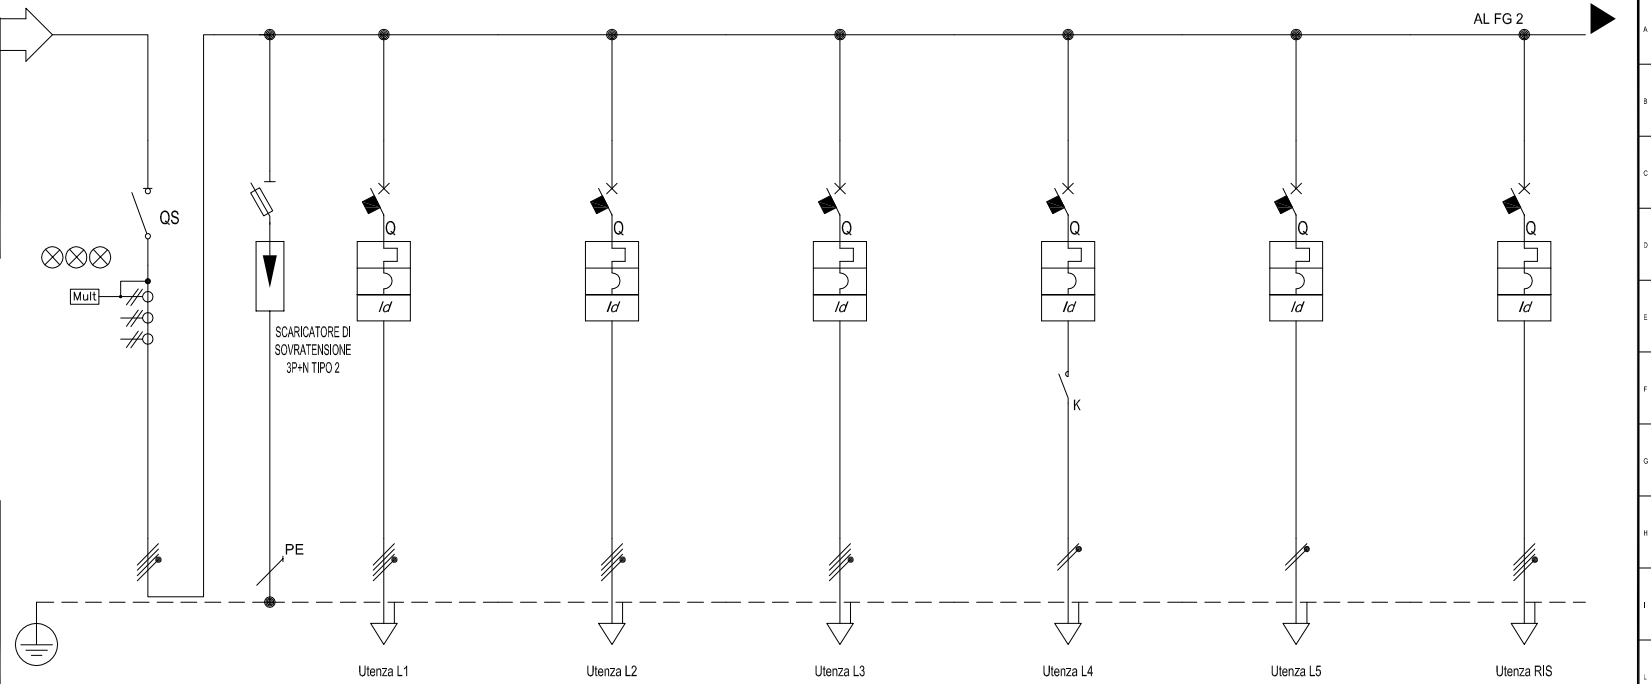 AL FG 2
A
B
C
QS
Q
Q
Q
Q
Q
Q
D
Mult
Id
Id
Id
Id
Id
Id
E
SCARICATORE DI
SOVRATENSIONE
3P+N TIPO 2
F
K
G
H
PE
I
Utenza L1
Utenza L2
Utenza L3
Utenza L4
Utenza L5
Utenza RIS
L